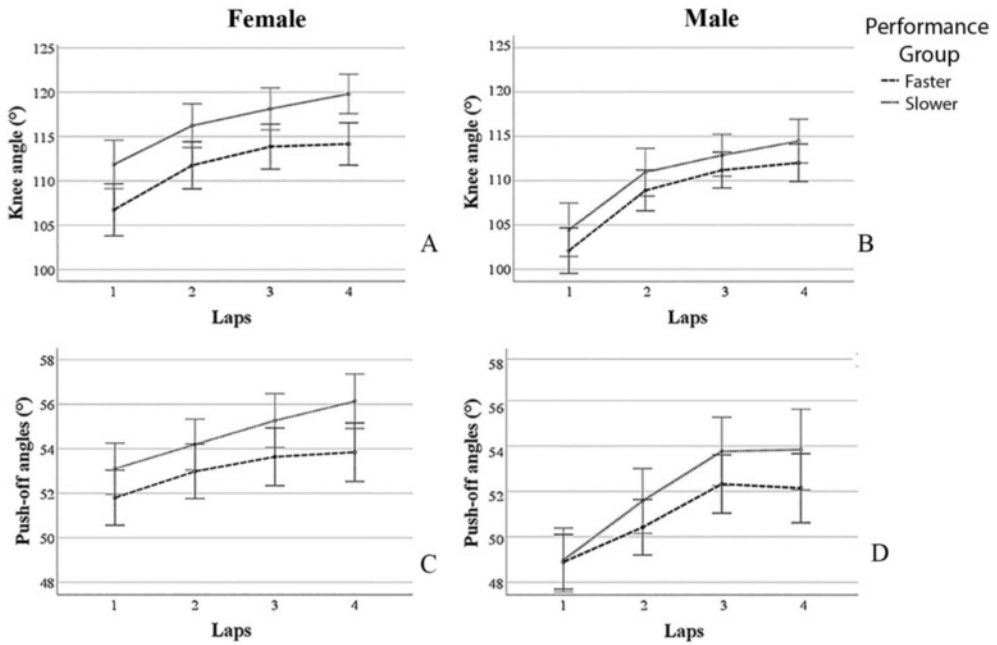 Female
Male
Performance
Group
Faster
Slower
A
Knee angle (°)
125
120
115
110
105
100
1 2 3 4
Laps
B
Knee angle (°)
125
120
115
110
105
100
1 2 3 4
Laps
C
Push-off angles (°)
58
56
54
52
50
48
1 2 3 4
Laps
D
Push-off angles (°)
58
56
54
52
50
48
1 2 3 4
Laps